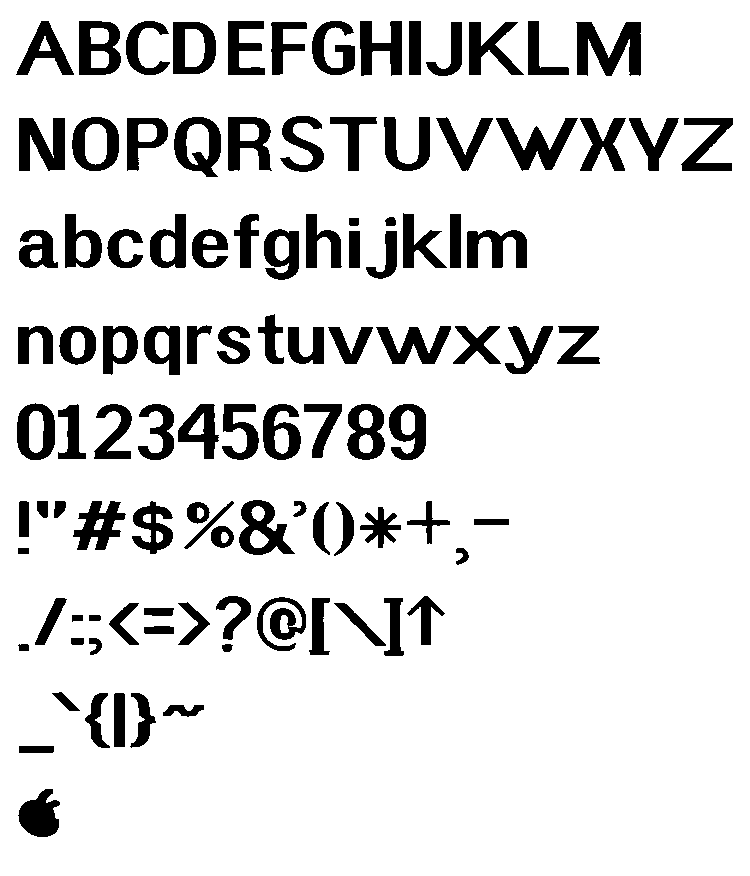 ABCDEFGHIJKLM
NOPQRSTUVWXYZ
abcdefghijklm
nopqrstuvwxyz
0123456789
!"#$%&'()*+,-
./:;<=>?@[\]↑
_`{|}~